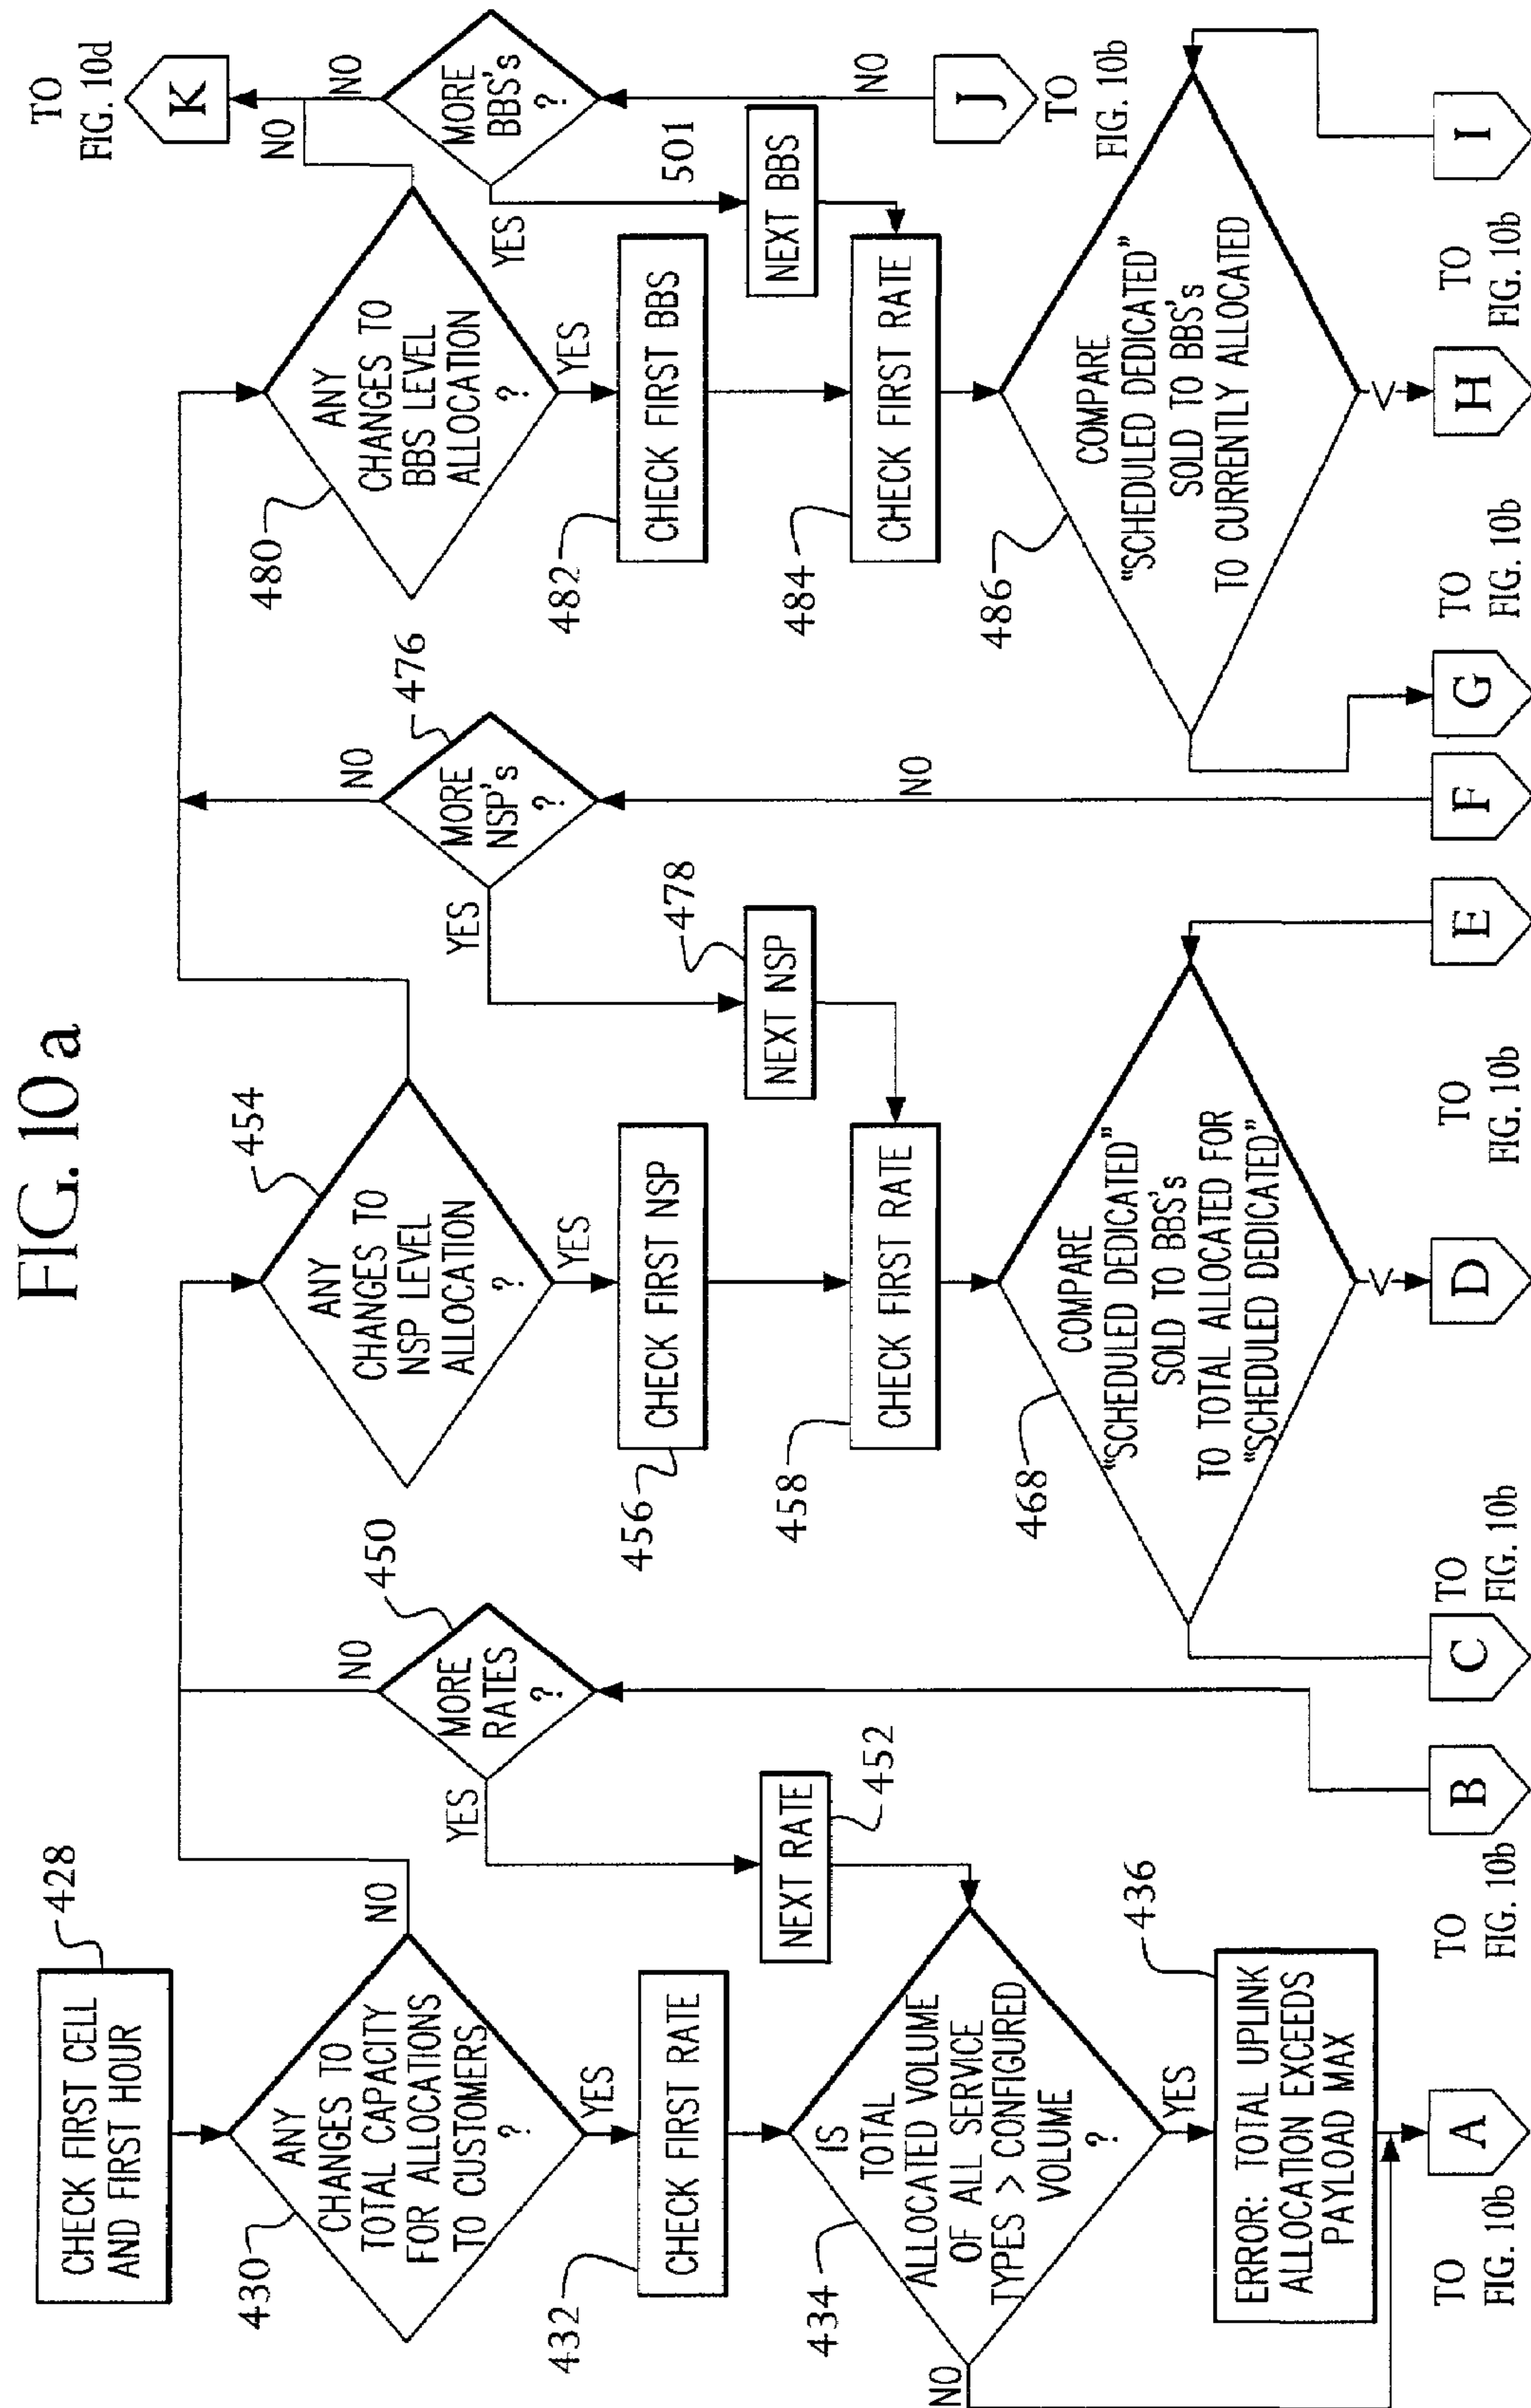 FIG. 10a
CHECK FIRST CELL
AND FIRST HOUR
428
ANY
CHANGES TO
TOTAL CAPACITY
FOR ALLOCATIONS
TO CUSTOMERS
?
430
NO
YES
CHECK FIRST RATE
432
IS
TOTAL
ALLOCATED VOLUME
OF ALL SERVICE
TYPES > CONFIGURED
VOLUME
?
434
NO
YES
ERROR: TOTAL UPLINK
ALLOCATION EXCEEDS
PAYLOAD MAX
436
A
TO
FIG. 10b
MORE
RATES
?
450
NO
YES
NEXT RATE
452
B
TO
FIG. 10b
ANY
CHANGES TO
NSP LEVEL
ALLOCATION
?
454
YES
CHECK FIRST NSP
456
CHECK FIRST RATE
458
COMPARE
"SCHEDULED DEDICATED"
SOLD TO BBS's
TO TOTAL ALLOCATED FOR
"SCHEDULED DEDICATED"
468
>
C
TO
FIG. 10b
D
E
TO
FIG. 10b
MORE
NSP's
?
476
NO
YES
NEXT NSP
478
NO
F
ANY
CHANGES TO
BBS LEVEL
ALLOCATION
?
480
NO
YES
CHECK FIRST BBS
482
CHECK FIRST RATE
484
COMPARE
"SCHEDULED DEDICATED"
SOLD TO BBS's
TO CURRENTLY ALLOCATED
486
>
G
TO
FIG. 10b
H
TO
FIG. 10b
I
TO
FIG. 10d
K
NO
MORE
BBS's
?
YES
501
NEXT BBS
NO
J
TO
FIG. 10b